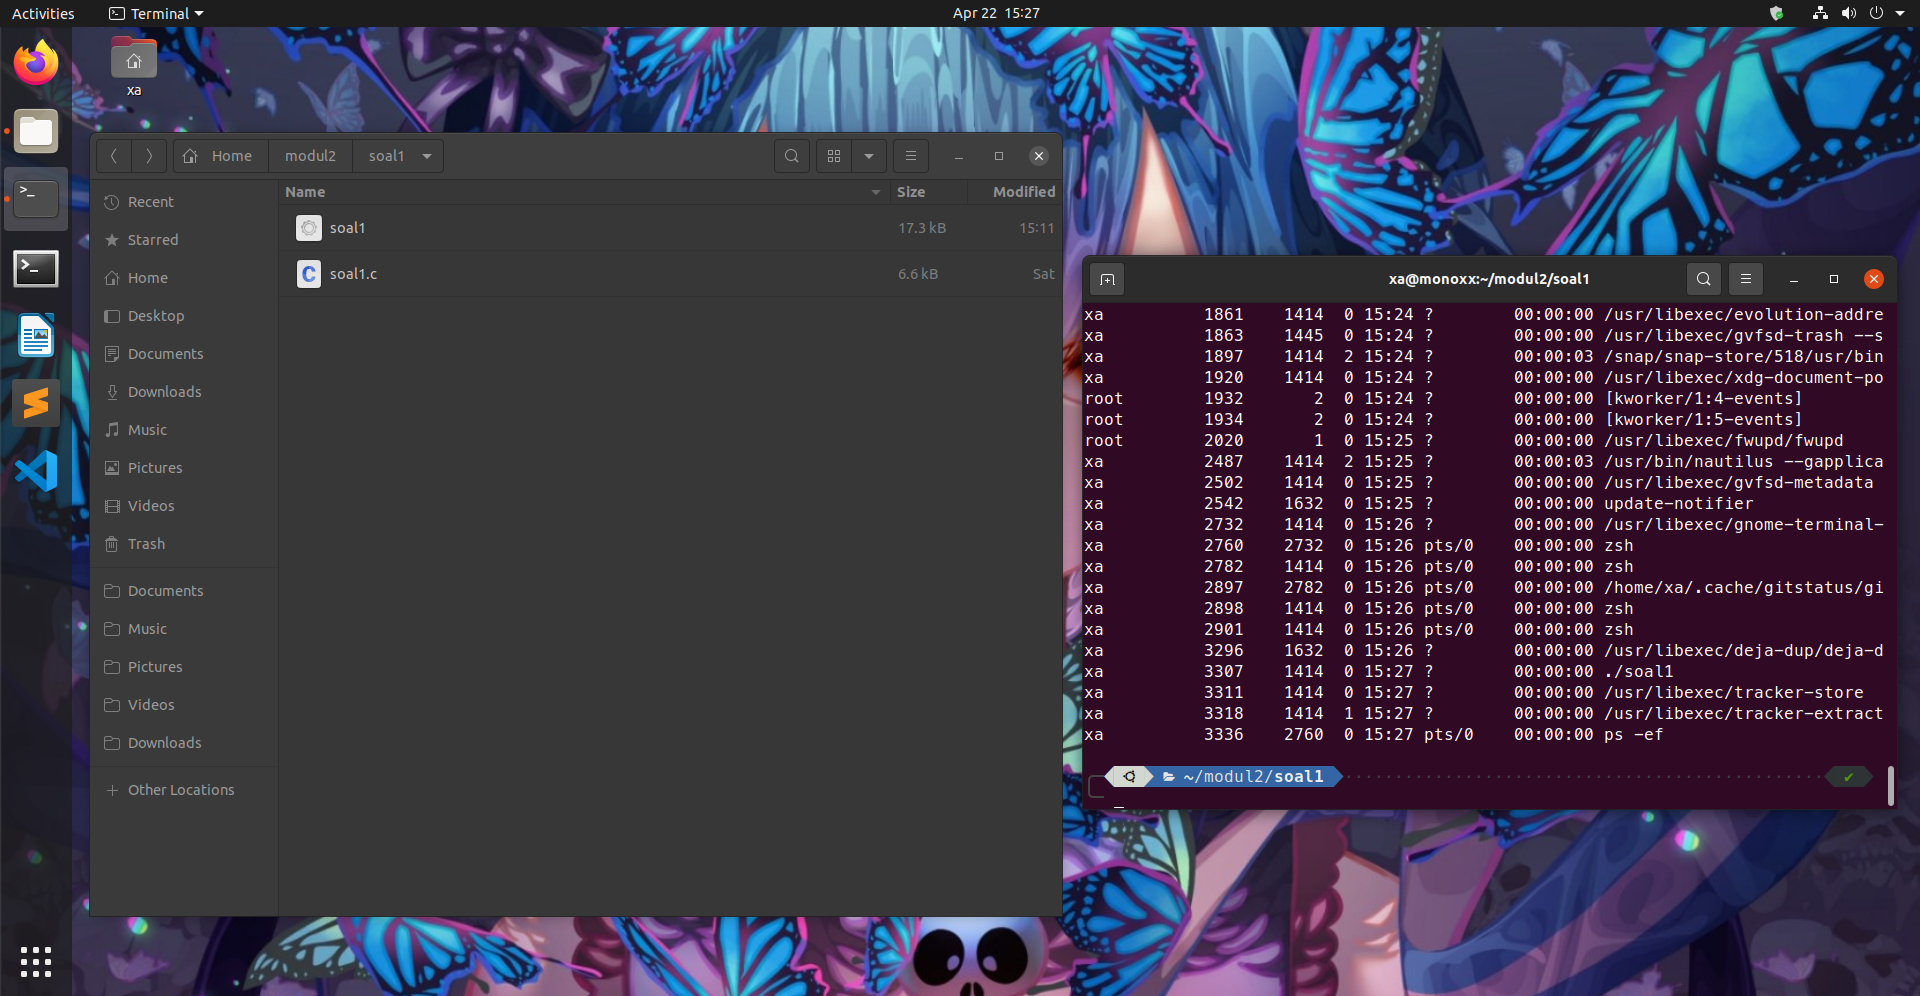 Activities Terminal Apr 22 15:27
xa
Home modul2 soal1
Name Size Modified
soal1 17.3 kB 15:11
soal1.c 6.6 kB Sat
Recent
Starred
Home
Desktop
Documents
Downloads
Music
Pictures
Videos
Trash
Documents
Music
Pictures
Videos
Downloads
Other Locations
xa@monoxx:~/modul2/soal1
xa 1861 1414 0 15:24 ? 00:00:00 /usr/libexec/evolution-addre
xa 1863 1445 0 15:24 ? 00:00:00 /usr/libexec/gvfsd-trash --s
xa 1897 1414 2 15:24 ? 00:00:03 /snap/snap-store/518/usr/bin
xa 1920 1414 0 15:24 ? 00:00:00 /usr/libexec/xdg-document-po
root 1932 2 0 15:24 ? 00:00:00 [kworker/1:4-events]
root 1934 2 0 15:24 ? 00:00:00 [kworker/1:5-events]
root 2020 1 0 15:25 ? 00:00:00 /usr/libexec/fwupd/fwupd
xa 2487 1414 2 15:25 ? 00:00:03 /usr/bin/nautilus --gapplica
xa 2502 1414 0 15:25 ? 00:00:00 /usr/libexec/gvfsd-metadata
xa 2542 1632 0 15:25 ? 00:00:00 update-notifier
xa 2732 1414 0 15:26 ? 00:00:00 /usr/libexec/gnome-terminal-
xa 2760 2732 0 15:26 pts/0 00:00:00 zsh
xa 2782 1414 0 15:26 pts/0 00:00:00 zsh
xa 2897 2782 0 15:26 pts/0 00:00:00 /home/xa/.cache/gitstatus/gi
xa 2898 1414 0 15:26 pts/0 00:00:00 zsh
xa 2901 1414 0 15:26 pts/0 00:00:00 zsh
xa 3296 1632 0 15:26 ? 00:00:00 /usr/libexec/deja-dup/deja-d
xa 3307 1414 0 15:27 ? 00:00:00 ./soal1
xa 3311 1414 0 15:27 ? 00:00:00 /usr/libexec/tracker-store
xa 3318 1414 1 15:27 ? 00:00:00 /usr/libexec/tracker-extract
xa 3336 2760 0 15:27 pts/0 00:00:00 ps -ef
~/modul2/soal1